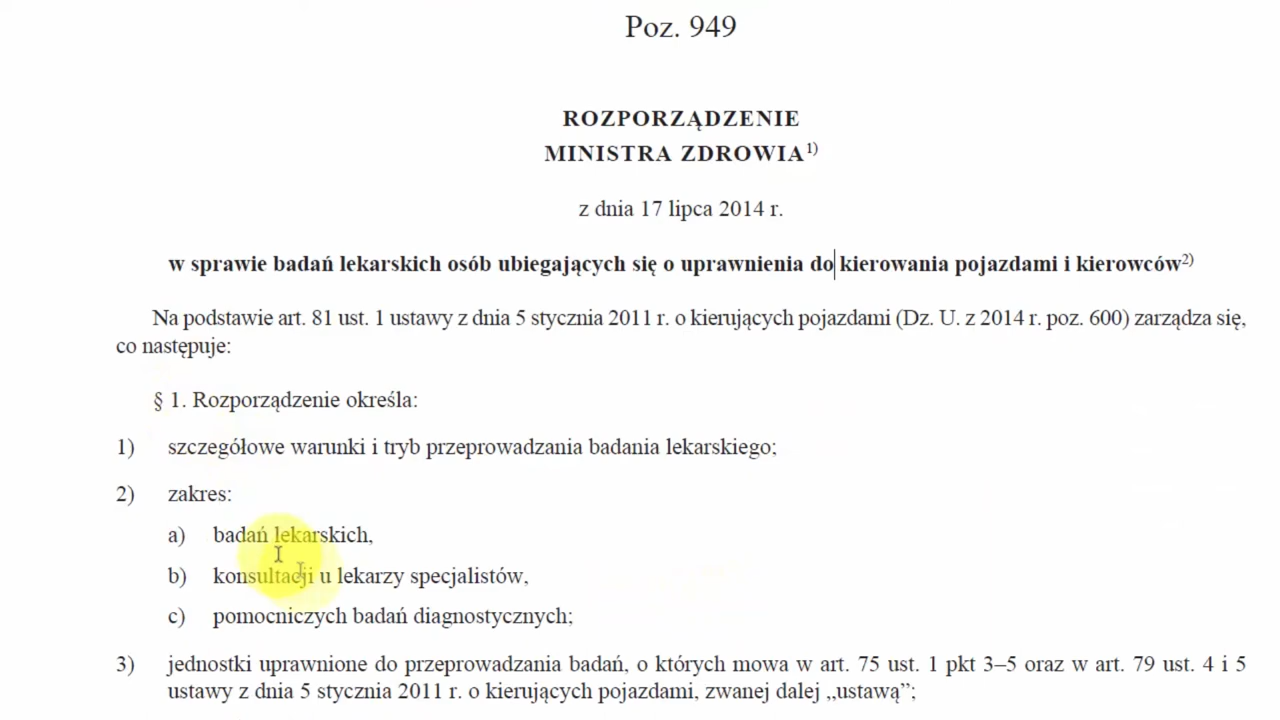 Poz. 949
ROZPORZĄDZENIE
MINISTRA ZDROWIA1)
z dnia 17 lipca 2014 r.
w sprawie badań lekarskich osób ubiegających się o uprawnienia do kierowania pojazdami i kierowców2)
Na podstawie art. 81 ust. 1 ustawy z dnia 5 stycznia 2011 r. o kierujących pojazdami (Dz. U. z 2014 r. poz. 600) zarządza się,
co następuje:
§ 1. Rozporządzenie określa:
1) szczegółowe warunki i tryb przeprowadzania badania lekarskiego;
2) zakres:
a) badań lekarskich,
b) konsultacji u lekarzy specjalistów,
c) pomocniczych badań diagnostycznych;
3) jednostki uprawnione do przeprowadzania badań, o których mowa w art. 75 ust. 1 pkt 3–5 oraz w art. 79 ust. 4 i 5
ustawy z dnia 5 stycznia 2011 r. o kierujących pojazdami, zwanej dalej „ustawą”;